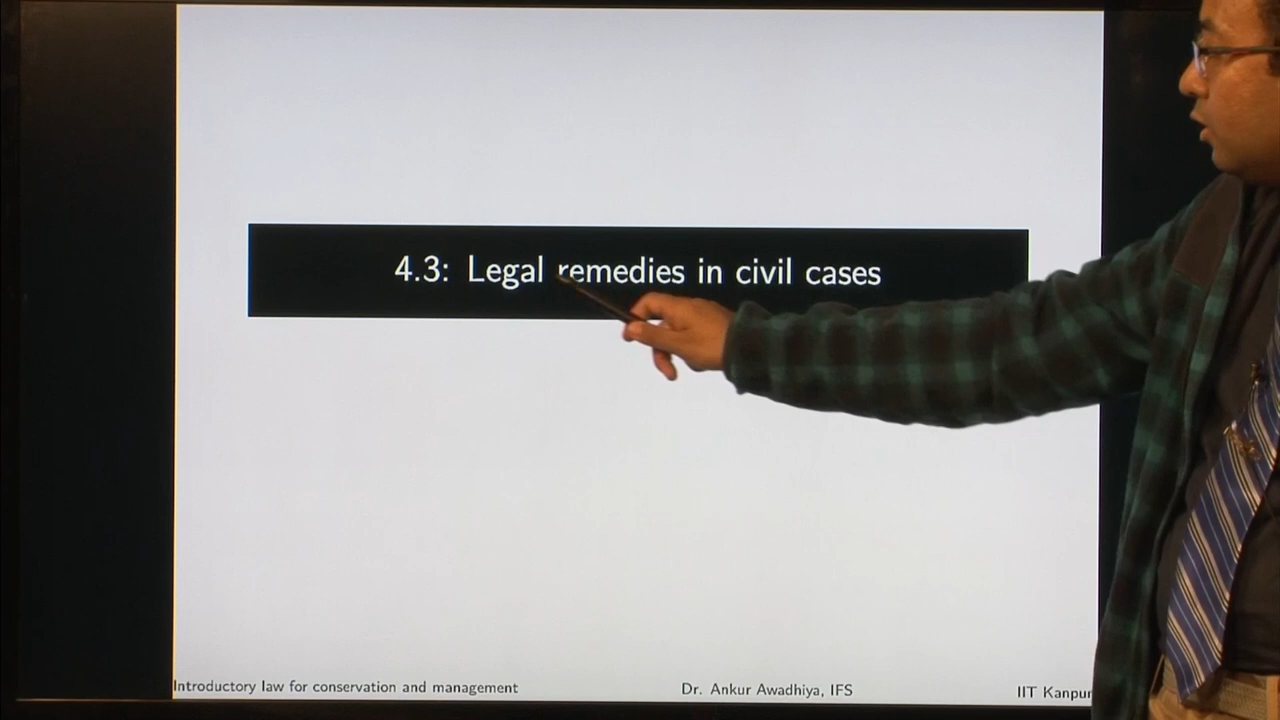 4.3: Legal remedies in civil cases
Introductory law for conservation and management
Dr. Ankur Awadhiya, IFS
IIT Kanpur